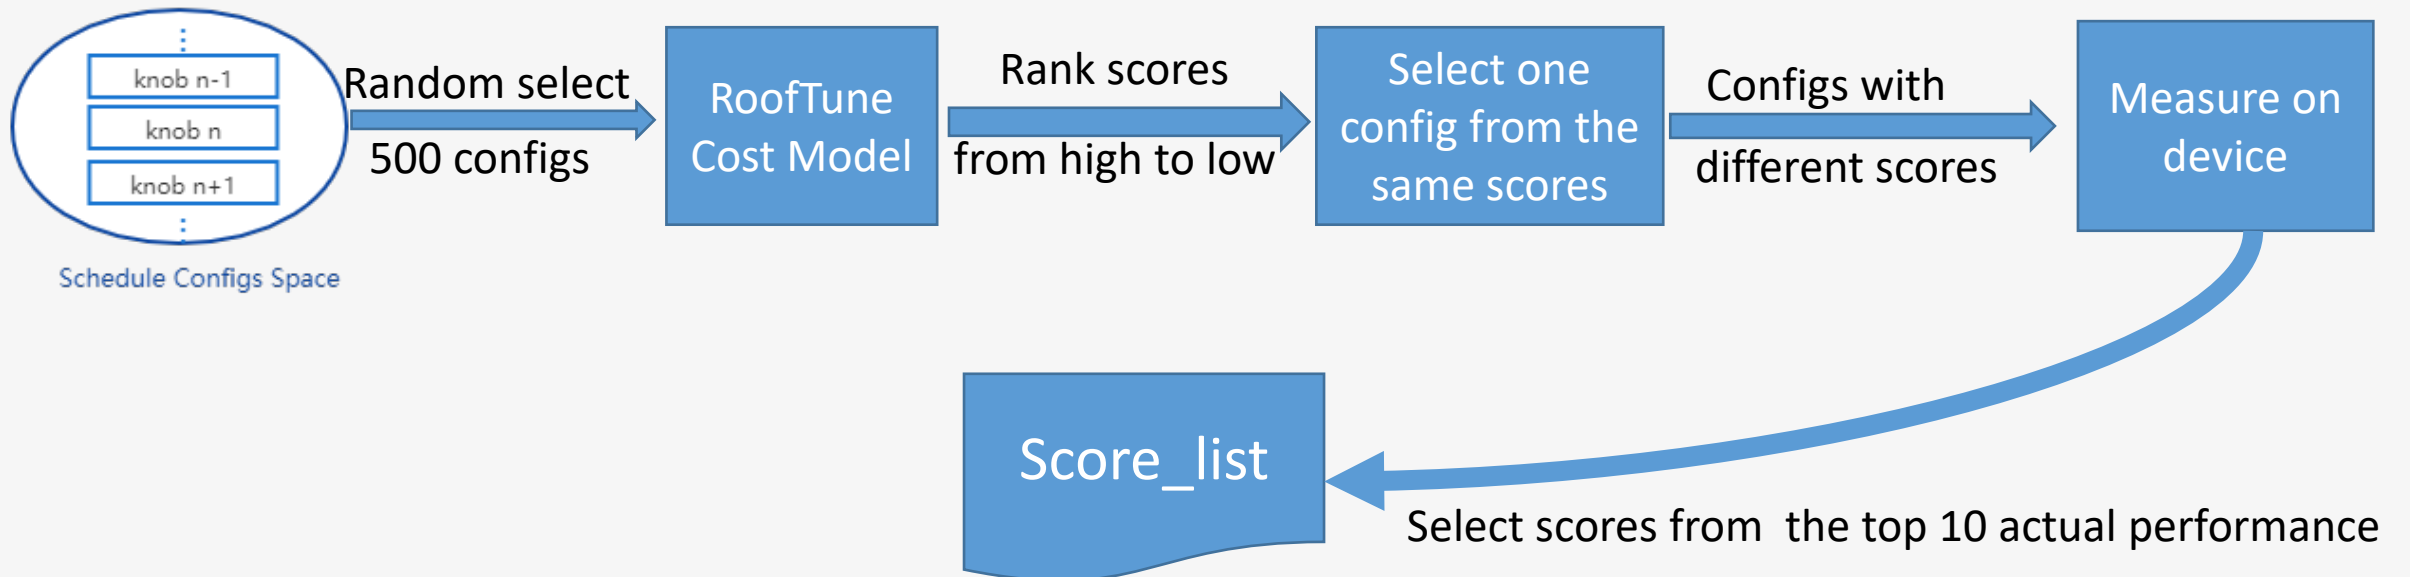 knob n-1
knob n
knob n+1
Schedule Configs Space
Random select
500 configs
RoofTune
Cost Model
Rank scores
from high to low
Select one
config from the
same scores
Configs with
different scores
Measure on
device
Score_list
Select scores from  the top 10 actual performance